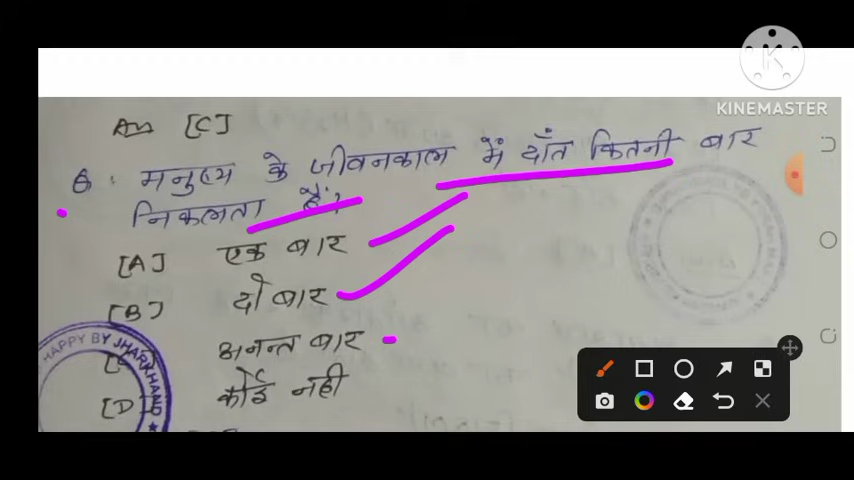 KINEMASTER
Ans [C]
6. मनुष्य के जीवनकाल में दाँत कितनी बार
निकलता है?
[A] एक बार
[B] दो बार
[C] अनन्त बार
[D] कोई नही
HAPPY BY JHARKHAND